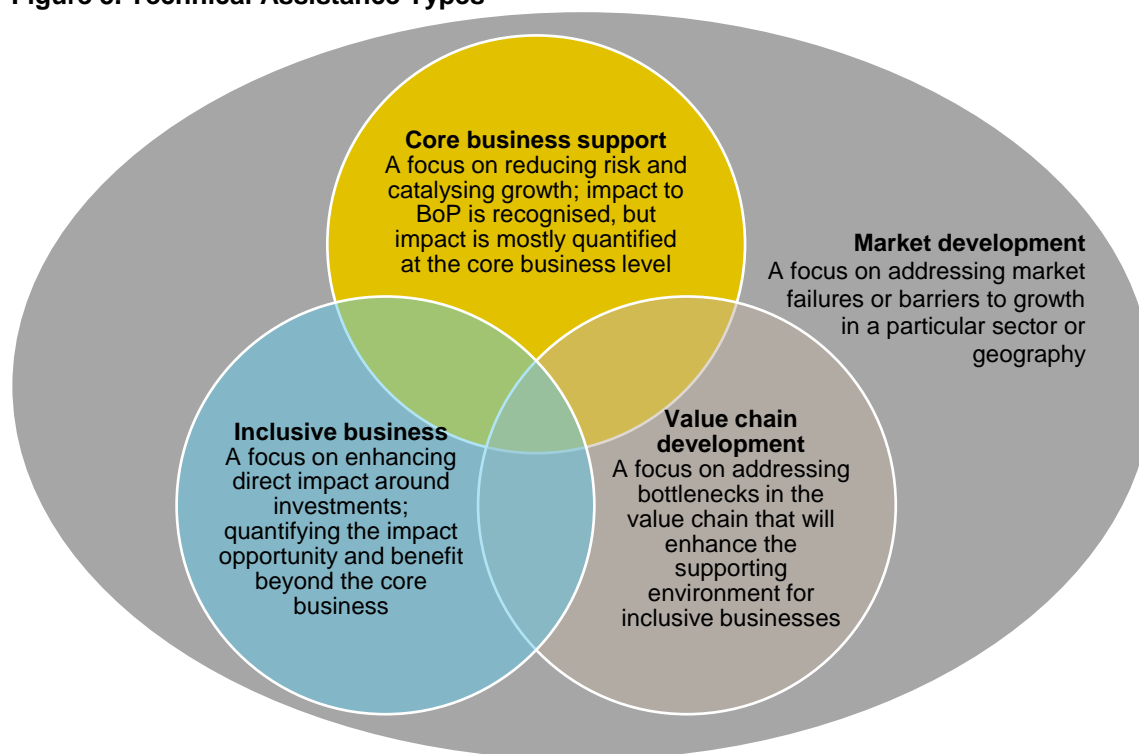 Core business support
A focus on reducing risk and
catalysing growth; impact to
BoP is recognised, but
impact is mostly quantified
at the core business level
Market development
A focus on addressing market
failures or barriers to growth
in a particular sector or
geography
Inclusive business
A focus on enhancing
direct impact around
investments;
quantifying the impact
opportunity and benefit
beyond the core
business
Value chain
development
A focus on addressing
bottlenecks in the
value chain that will
enhance the
supporting
environment for
inclusive businesses